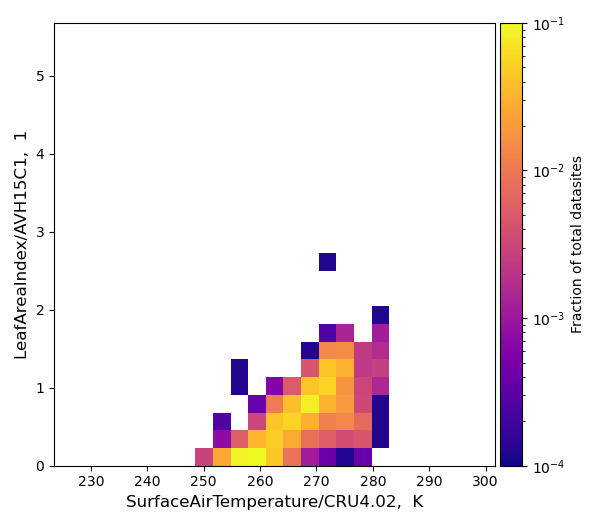 5
4
3
2
1
0
230 240 250 260 270 280 290 300
SurfaceAirTemperature/CRU4.02, K
LeafAreaIndex/AVH15C1, 1
10⁻¹
10⁻²
10⁻³
10⁻⁴
Fraction of total datasites